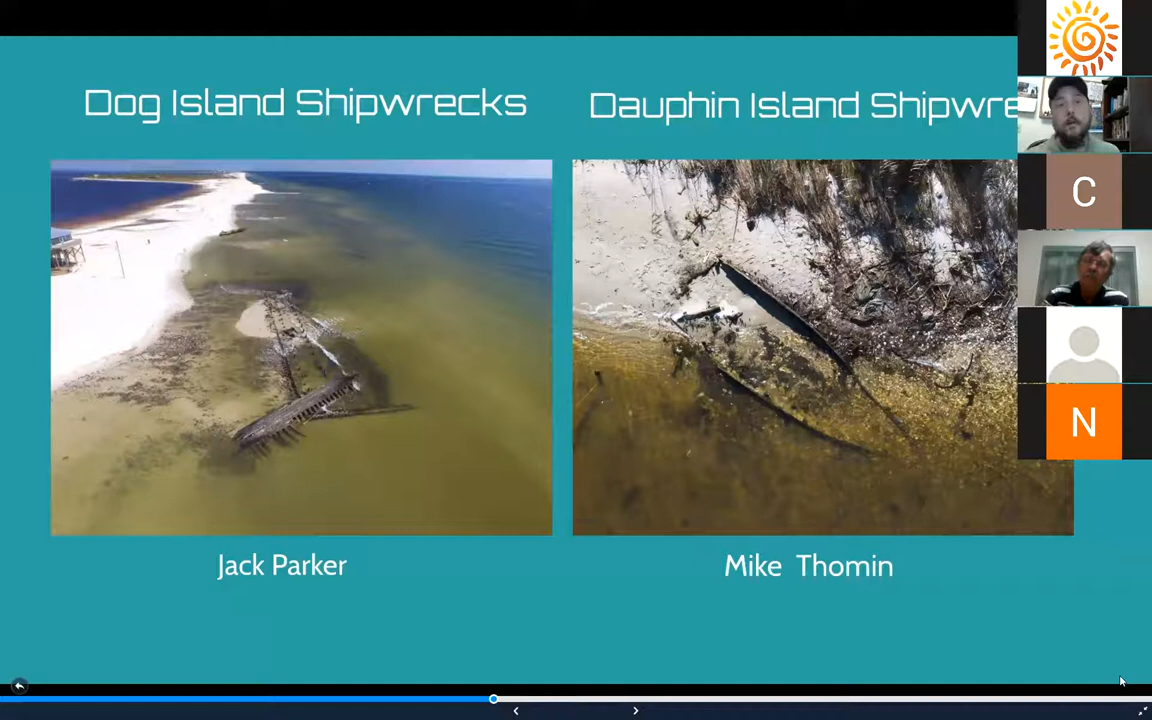 Dog Island Shipwrecks
Dauphin Island Shipwre
C
N
Jack Parker
Mike Thomin